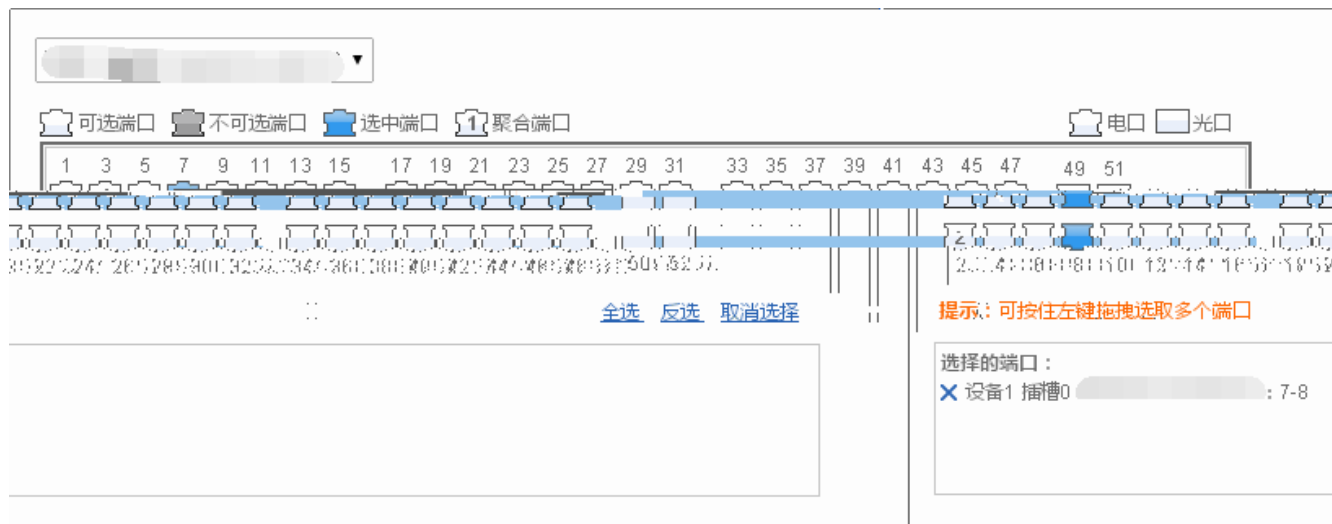 可选端口 不可选端口 选中端口 1 聚合端口 电口 光口
1 3 5 7 9 11 13 15 17 19 21 23 25 27 29 31 33 35 37 39 41 43 45 47 49 51
全选 反选 取消选择 提示：可按住左键拖拽选取多个端口
选择的端口：
设备1 插槽0 : 7-8